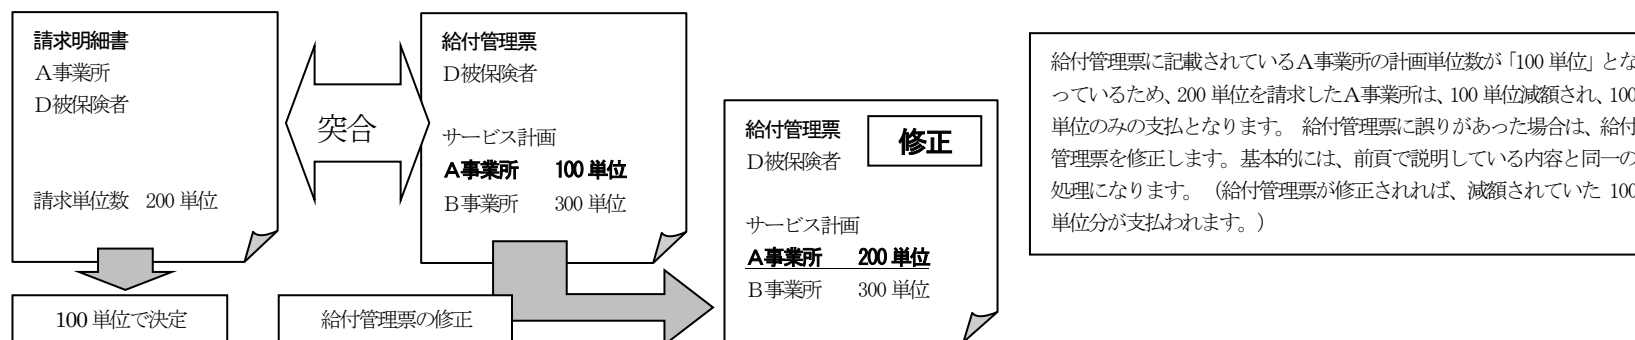 請求明細書
A事業所
D被保険者
請求単位数 200 単位
突合
給付管理票
D被保険者
サービス計画
A事業所 100 単位
B事業所 300 単位
100 単位で決定
給付管理票の修正
給付管理票
修正
D被保険者
サービス計画
A事業所 200 単位
B事業所 300 単位
給付管理票に記載されているA事業所の計画単位数が「100 単位」とな
っているため、200 単位を請求したA事業所は、100 単位減額され、100
単位のみの支払となります。 給付管理票に誤りがあった場合は、給付
管理票を修正します。基本的には、前頁で説明している内容と同一の
処理になります。 （給付管理票が修正されれば、減額されていた 100
単位分が支払われます。）